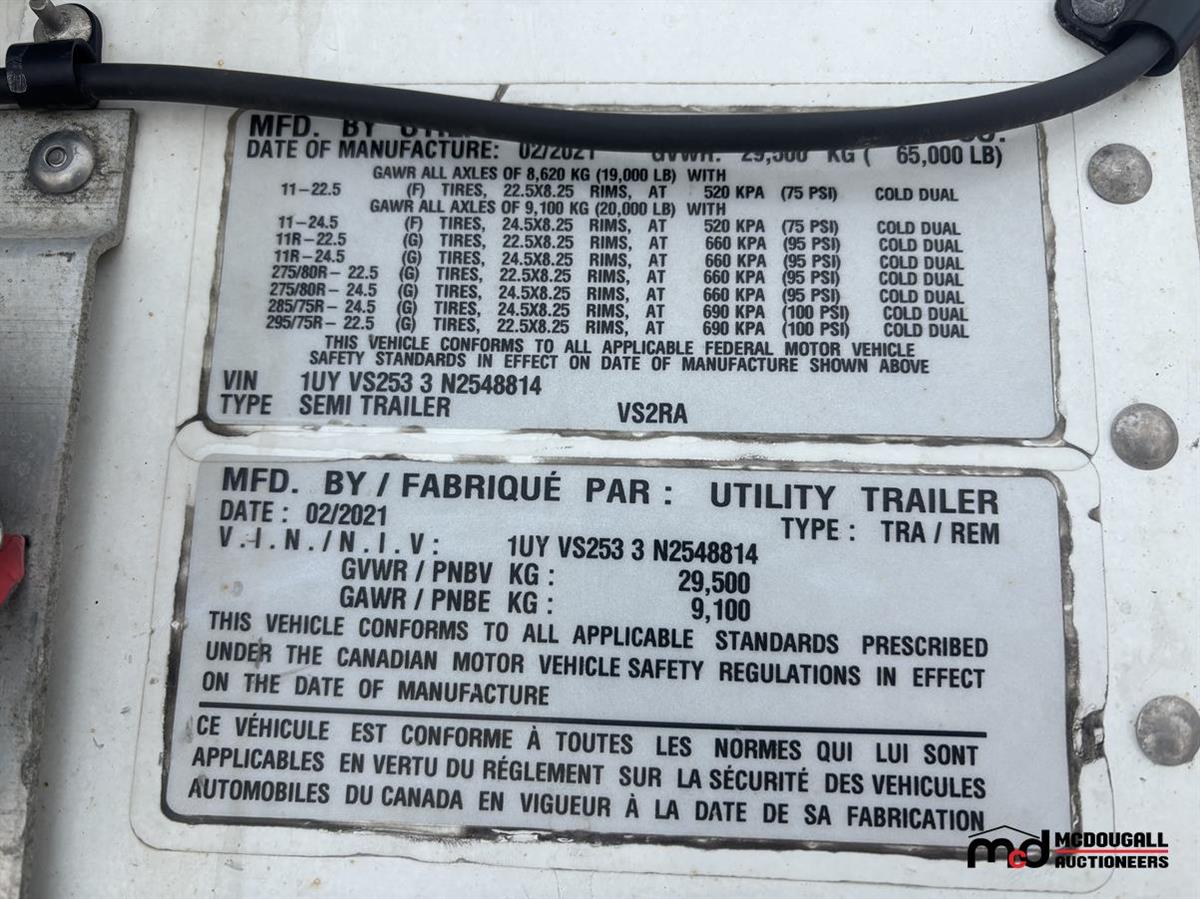 MFD. BY
DATE OF MANUFACTURE: 02/2021 GVWR: 29,500 KG ( 65,000 LB)
GAWR ALL AXLES OF 8,620 KG (19,000 LB) WITH
11-22.5 (F) TIRES, 22.5X8.25 RIMS, AT 520 KPA (75 PSI) COLD DUAL
GAWR ALL AXLES OF 9,100 KG (20,000 LB) WITH
11-24.5 (F) TIRES, 24.5X8.25 RIMS, AT 520 KPA (75 PSI) COLD DUAL
11R-22.5 (G) TIRES, 22.5X8.25 RIMS, AT 660 KPA (95 PSI) COLD DUAL
11R-24.5 (G) TIRES, 24.5X8.25 RIMS, AT 660 KPA (95 PSI) COLD DUAL
275/80R-22.5 (G) TIRES, 22.5X8.25 RIMS, AT 660 KPA (95 PSI) COLD DUAL
275/80R-24.5 (G) TIRES, 24.5X8.25 RIMS, AT 660 KPA (95 PSI) COLD DUAL
285/75R-24.5 (G) TIRES, 24.5X8.25 RIMS, AT 690 KPA (100 PSI) COLD DUAL
295/75R-22.5 (G) TIRES, 22.5X8.25 RIMS, AT 690 KPA (100 PSI) COLD DUAL
THIS VEHICLE CONFORMS TO ALL APPLICABLE FEDERAL MOTOR VEHICLE
SAFETY STANDARDS IN EFFECT ON DATE OF MANUFACTURE SHOWN ABOVE
VIN 1UY VS253 3 N2548814
TYPE SEMI TRAILER VS2RA
MFD. BY / FABRIQUÉ PAR : UTILITY TRAILER
DATE : 02/2021 TYPE : TRA / REM
V.I.N./N.I.V: 1UY VS253 3 N2548814
GVWR / PNBV KG : 29,500
GAWR / PNBE KG : 9,100
THIS VEHICLE CONFORMS TO ALL APPLICABLE STANDARDS PRESCRIBED
UNDER THE CANADIAN MOTOR VEHICLE SAFETY REGULATIONS IN EFFECT
ON THE DATE OF MANUFACTURE
CE VÉHICULE EST CONFORME À TOUTES LES NORMES QUI LUI SONT
APPLICABLES EN VERTU DU RÉGLEMENT SUR LA SÉCURITÉ DES VEHICULES
AUTOMOBILES DU CANADA EN VIGUEUR À LA DATE DE SA FABRICATION
mcd MCDOUGALL
AUCTIONEERS